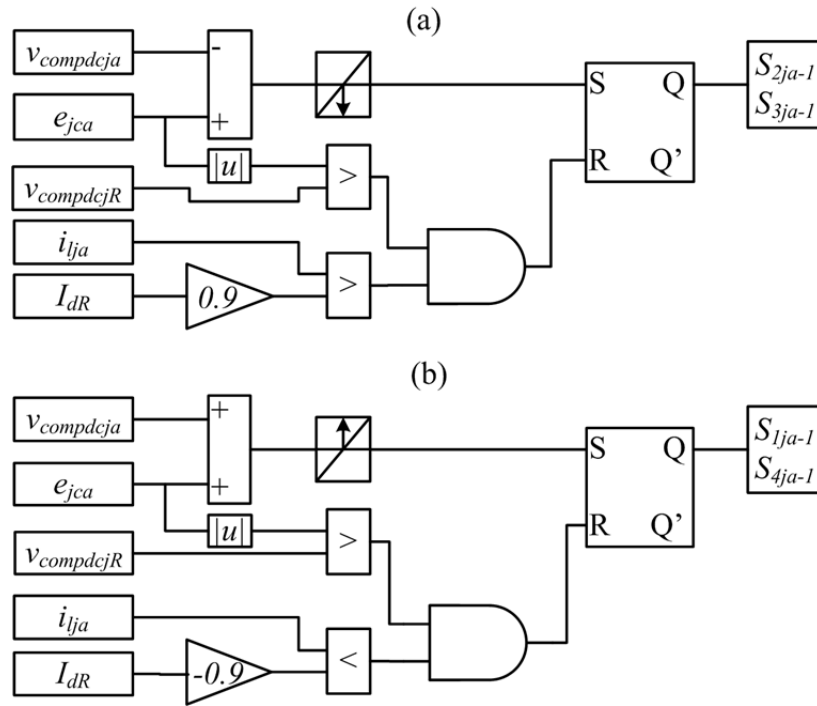 (a)
v_compdcja
-
e_jca
+
|u|
>
v_compdcjR
i_lja
I_dR
0.9
>
S Q
R Q’
S_2ja-1
S_3ja-1
(b)
v_compdcja
+
e_jca
+
|u|
>
v_compdcjR
i_lja
I_dR
-0.9
<
S Q
R Q’
S_1ja-1
S_4ja-1